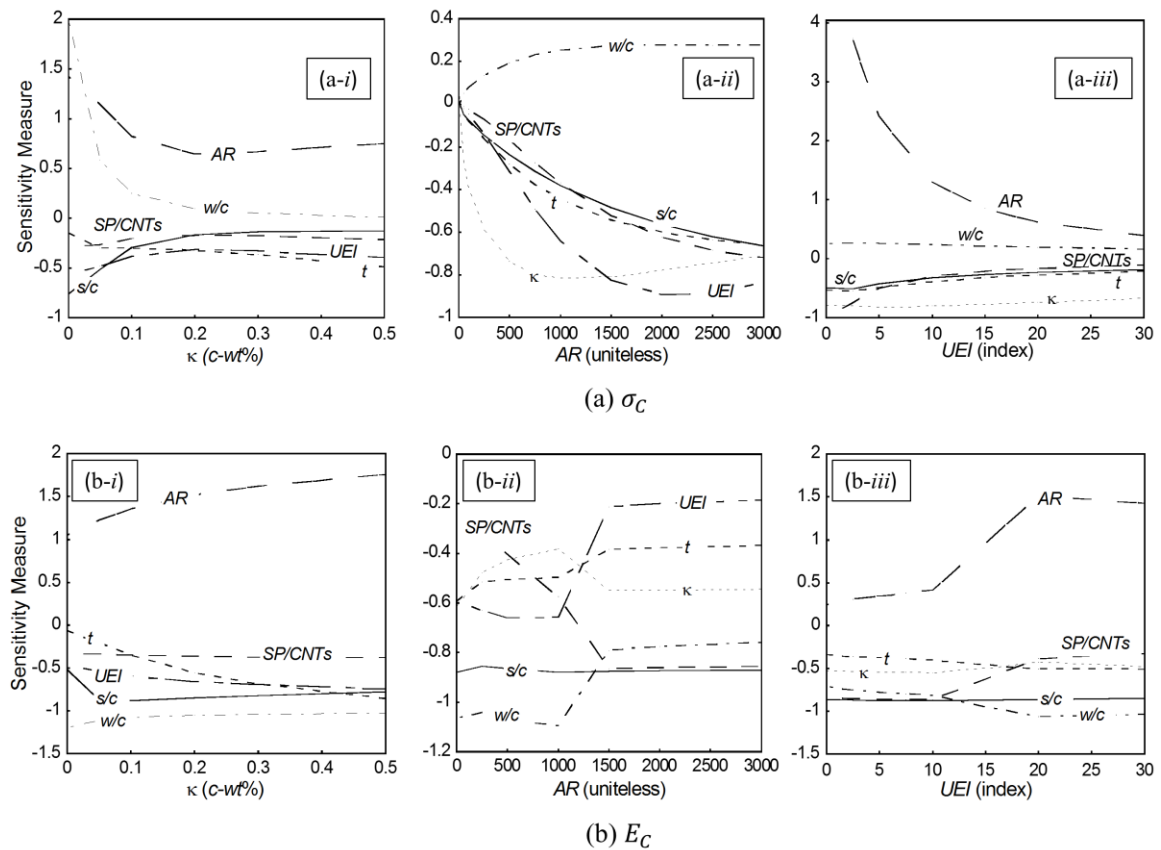 Sensitivity Measure
2
1.5
1
0.5
0
-0.5
-1
(a-i)
AR
w/c
SP/CNTs
UEI
s/c
t
0 0.1 0.2 0.3 0.4 0.5
κ (c-wt%)
0.4
0.2
0
-0.2
-0.4
-0.6
-0.8
-1
w/c
(a-ii)
SP/CNTs
s/c
t
κ
UEI
0 500 1000 1500 2000 2500 3000
AR (uniteless)
4
3
2
1
0
-1
(a-iii)
AR
w/c
SP/CNTs
s/c
t
κ
0 5 10 15 20 25 30
UEI (index)
(a) σ_C
Sensitivity Measure
2
1.5
1
0.5
0
-0.5
-1
-1.5
(b-i)
AR
t
SP/CNTs
UEI
s/c
w/c
0 0.1 0.2 0.3 0.4 0.5
κ (c-wt%)
0
-0.2
-0.4
-0.6
-0.8
-1.0
-1.2
(b-ii)
UEI
SP/CNTs
t
κ
s/c
w/c
0 500 1000 1500 2000 2500 3000
AR (uniteless)
2
1.5
1
0.5
0
-0.5
-1
-1.5
(b-iii)
AR
SP/CNTs
t
κ
s/c
w/c
0 5 10 15 20 25 30
UEI (index)
(b) E_C